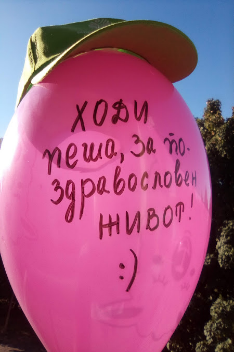 ХОДИ
пеша, за по-
здравословен
живот!
:)